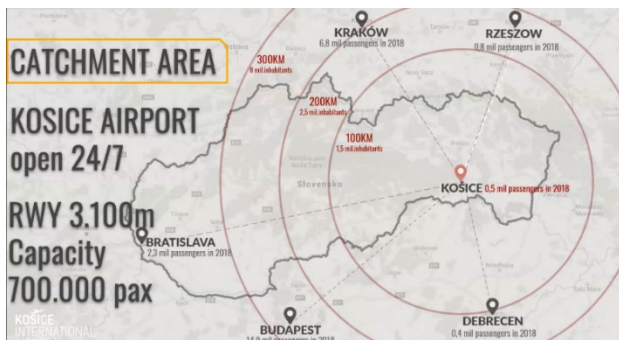 CATCHMENT AREA
KOSICE AIRPORT
open 24/7
RWY 3,100m
Capacity
700.000 pax
KOŠICE
INTERNATIONAL
KRAKÓW
6,8 mil passengers in 2018
RZESZOW
0,8 mil passengers in 2018
300KM
8 mil.inhabitants
200KM
2,5 mil.inhabitants
100KM
1,5 mil.inhabitants
Slovensko
KOŠICE 0,5 mil passengers in 2018
BRATISLAVA
2,3 mil passengers in 2018
BUDAPEST
DEBRECEN
0,4 mil passengers in 2018